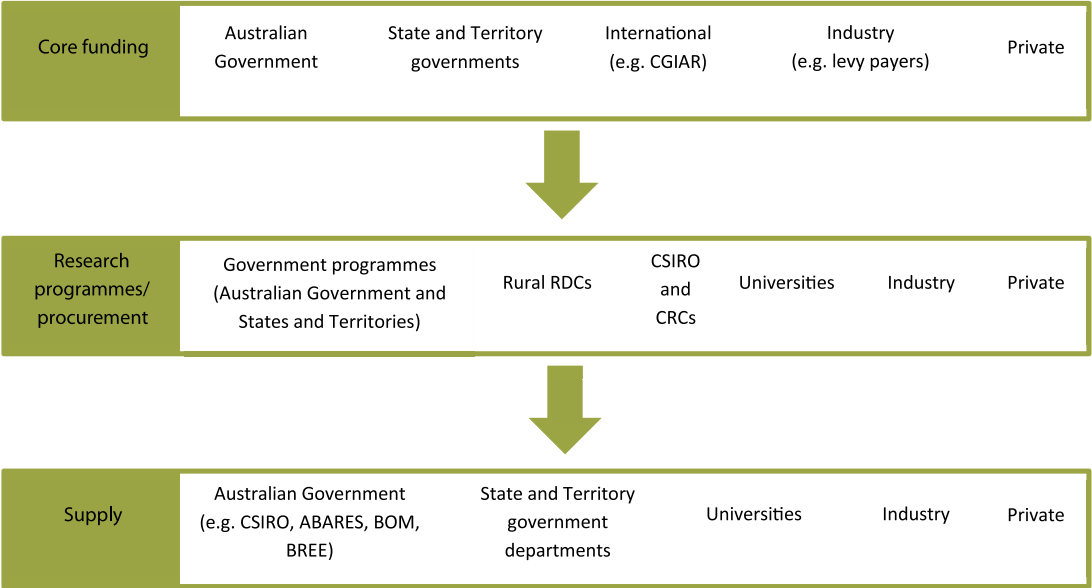 Core funding
Australian
Government
State and Territory
governments
International
(e.g. CGIAR)
Industry
(e.g. levy payers)
Private
Research
programmes/
procurement
Government programmes
(Australian Government and
States and Territories)
Rural RDCs
CSIRO
and
CRCs
Universities
Industry
Private
Supply
Australian Government
(e.g. CSIRO, ABARES, BOM,
BREE)
State and Territory
government
departments
Universities
Industry
Private